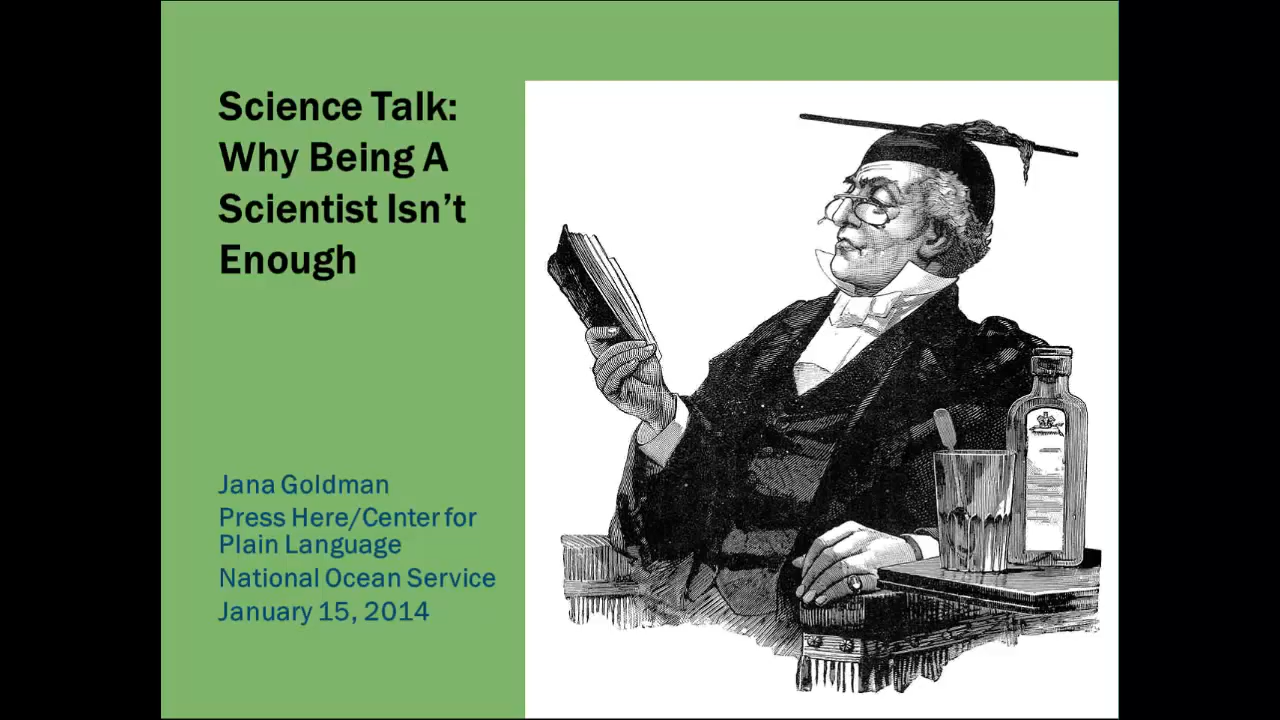 Science Talk:
Why Being A
Scientist Isn’t
Enough
Jana Goldman
Press Here/Center for
Plain Language
National Ocean Service
January 15, 2014